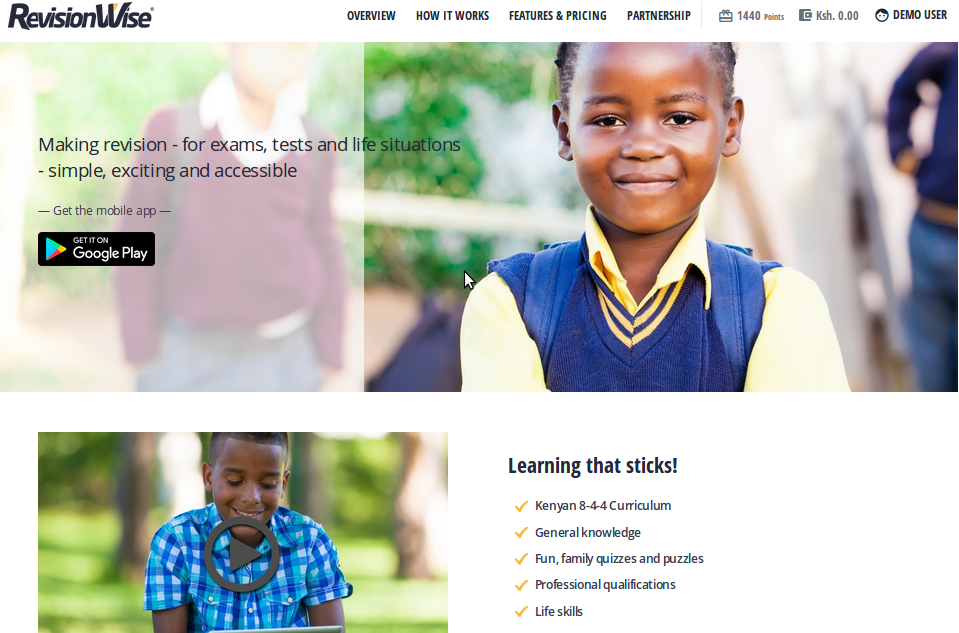 RevisionWise®
OVERVIEW HOW IT WORKS FEATURES & PRICING PARTNERSHIP 1440 Points Ksh. 0.00 DEMO USER
Making revision - for exams, tests and life situations
- simple, exciting and accessible
— Get the mobile app —
GET IT ON
Google Play
Learning that sticks!
Kenyan 8-4-4 Curriculum
General knowledge
Fun, family quizzes and puzzles
Professional qualifications
Life skills